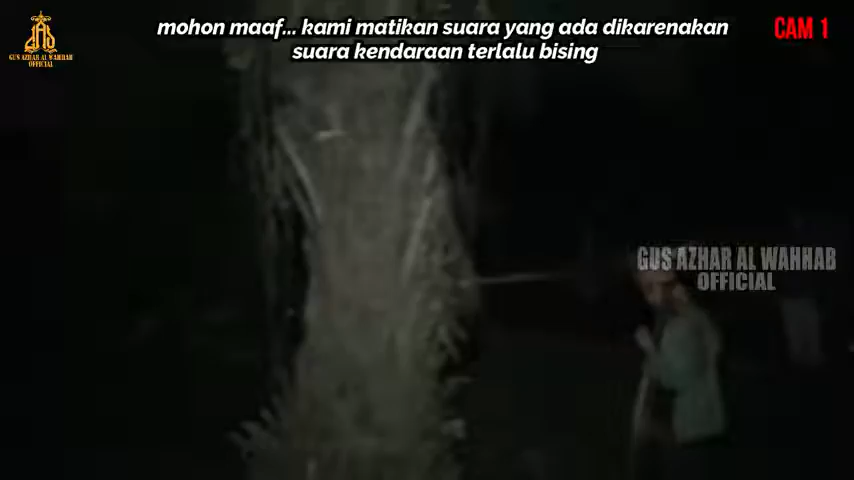 mohon maaf... kami matikan suara yang ada dikarenakan
suara kendaraan terlalu bising
CAM 1
GUS AZHAR AL WAHHAB
OFFICIAL
GUS AZHAR AL WAHHAB
OFFICIAL